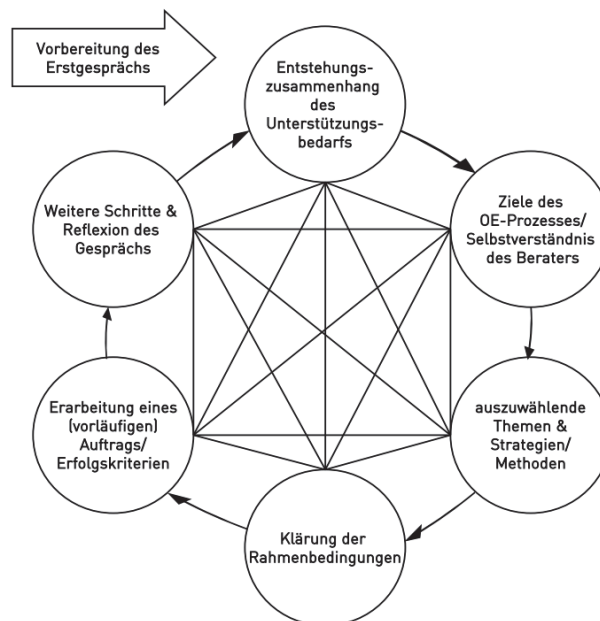 Vorbereitung des
Erstgesprächs
Entstehungs-
zusammenhang
des
Unterstützungs-
bedarfs
Ziele des
OE-Prozesses/
Selbstverständnis
des Beraters
auszuwählende
Themen &
Strategien/
Methoden
Klärung der
Rahmenbedingungen
Erarbeitung eines
(vorläufigen)
Auftrags/
Erfolgskriterien
Weitere Schritte &
Reflexion des
Gesprächs